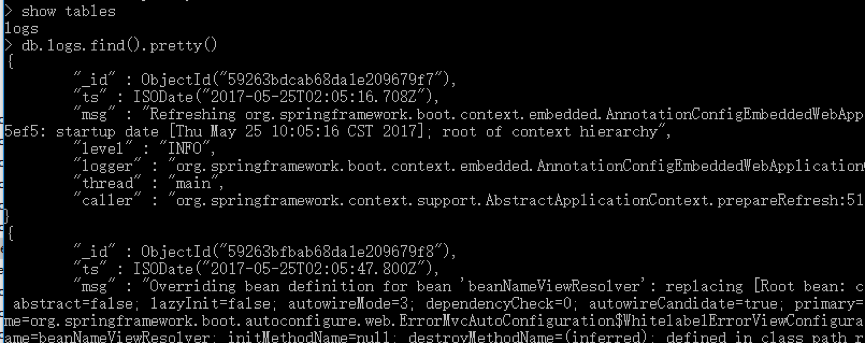 > show tables
logs
> db.logs.find().pretty()
{
"_id" : ObjectId("59263bdcab68da1e209679f7"),
"ts" : ISODate("2017-05-25T02:05:16.708Z"),
"msg" : "Refreshing org.springframework.boot.context.embedded.AnnotationConfigEmbeddedWebApp
5ef5: startup date [Thu May 25 10:05:16 CST 2017]; root of context hierarchy",
"level" : "INFO",
"logger" : "org.springframework.boot.context.embedded.AnnotationConfigEmbeddedWebApplicationC
"thread" : "main",
"caller" : "org.springframework.context.support.AbstractApplicationContext.prepareRefresh:51
}
{
"_id" : ObjectId("59263bfbab68da1e209679f8"),
"ts" : ISODate("2017-05-25T02:05:47.800Z"),
"msg" : "Overriding bean definition for bean 'beanNameViewResolver': replacing [Root bean: c
abstract=false; lazyInit=false; autowireMode=3; dependencyCheck=0; autowireCandidate=true; primary=
me=org.springframework.boot.autoconfigure.web.ErrorMvcAutoConfiguration$WhitelabelErrorViewConfigura
ame=beanNameViewResolver; initMethodName=null; destroyMethodName=(inferred); defined in class path r